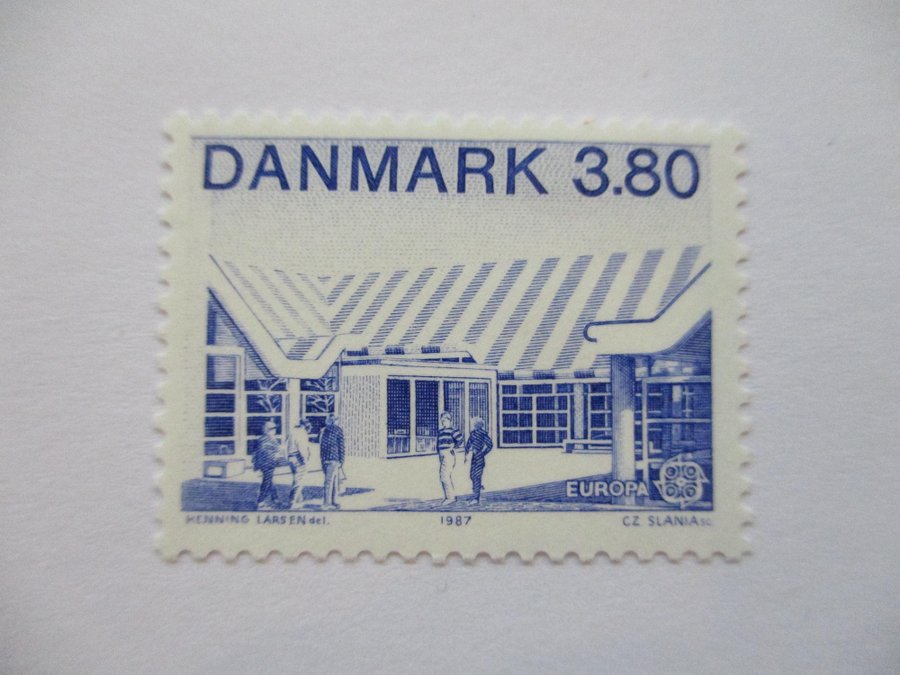 DANMARK 3.80
EUROPA
HENNING LARSEN del. 1987 CZ SLANIA sc.